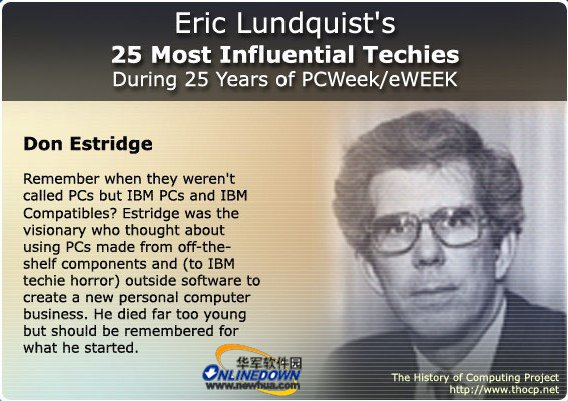 Eric Lundquist's
25 Most Influential Techies
During 25 Years of PCWeek/eWEEK
Don Estridge
Remember when they weren't
called PCs but IBM PCs and IBM
Compatibles? Estridge was the
visionary who thought about
using PCs made from off-the-
shelf components and (to IBM
techie horror) outside software to
create a new personal computer
business. He died far too young
but should be remembered for
what he started.
华军软件园
ONLINEDOWN
www.newhua.com
The History of Computing Project
http://www.thocp.net